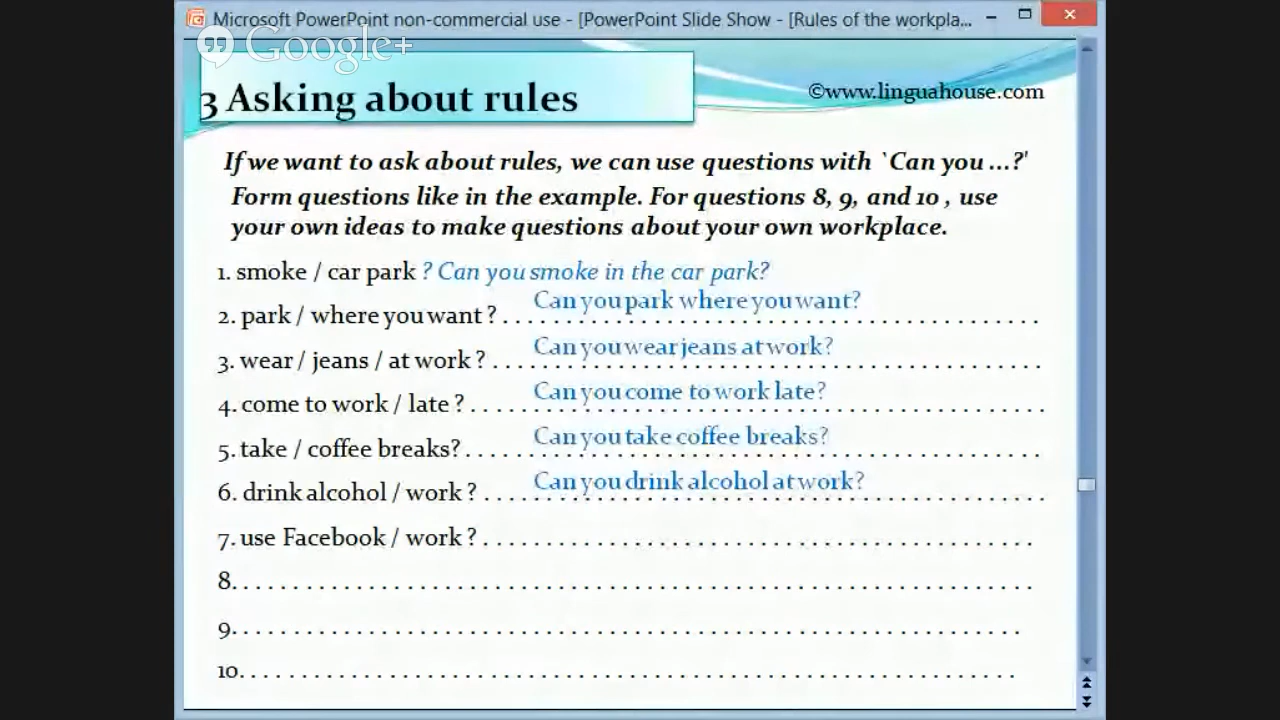 Microsoft PowerPoint non-commercial use - [PowerPoint Slide Show - [Rules of the workpla...
Google+
3 Asking about rules
©www.linguahouse.com
If we want to ask about rules, we can use questions with `Can you ...?'
Form questions like in the example. For questions 8, 9, and 10 , use
your own ideas to make questions about your own workplace.
1. smoke / car park ? Can you smoke in the car park?
Can you park where you want?
2. park / where you want ? . . . . . . . . . . . . . . . . . . . . . . . . . . . . . . . . . . . . . . . . . .
Can you wear jeans at work?
3. wear / jeans / at work ? . . . . . . . . . . . . . . . . . . . . . . . . . . . . . . . . . . . . . . . . . . .
Can you come to work late?
4. come to work / late ? . . . . . . . . . . . . . . . . . . . . . . . . . . . . . . . . . . . . . . . . . . . . .
Can you take coffee breaks?
5. take / coffee breaks? . . . . . . . . . . . . . . . . . . . . . . . . . . . . . . . . . . . . . . . . . . . . .
Can you drink alcohol at work?
6. drink alcohol / work ? . . . . . . . . . . . . . . . . . . . . . . . . . . . . . . . . . . . . . . . . . . . .
7. use Facebook / work ? . . . . . . . . . . . . . . . . . . . . . . . . . . . . . . . . . . . . . . . . . . .
8. . . . . . . . . . . . . . . . . . . . . . . . . . . . . . . . . . . . . . . . . . . . . . . . . . . . . . . . . . . . . . .
9. . . . . . . . . . . . . . . . . . . . . . . . . . . . . . . . . . . . . . . . . . . . . . . . . . . . . . . . . . . . . .
10. . . . . . . . . . . . . . . . . . . . . . . . . . . . . . . . . . . . . . . . . . . . . . . . . . . . . . . . . . . .